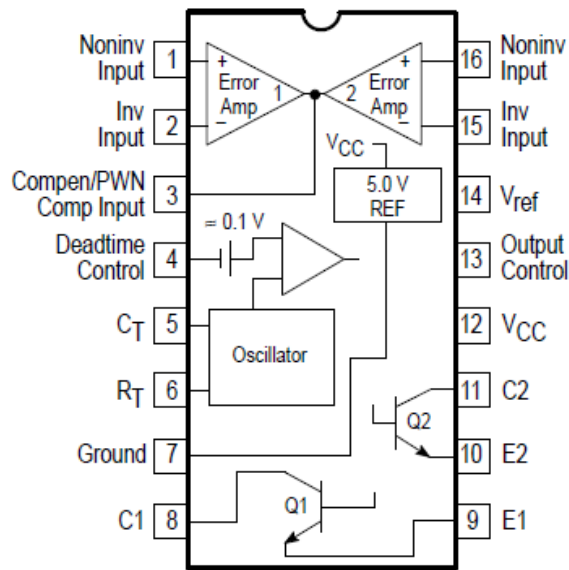 Noninv
Input
1
+
Error
Amp
1
−
2
+
Error
Amp
−
16
Noninv
Input
Inv
Input
2
15
Inv
Input
Compen/PWN
Comp Input
3
VCC
5.0 V
REF
14
Vref
Deadtime
Control
4
≈ 0.1 V
13
Output
Control
CT
5
Oscillator
12
VCC
RT
6
11
C2
Q2
Ground
7
10
E2
C1
8
Q1
9
E1